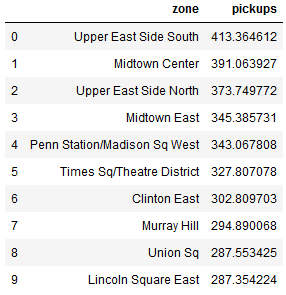 zone pickups
0 Upper East Side South 413.364612
1 Midtown Center 391.063927
2 Upper East Side North 373.749772
3 Midtown East 345.385731
4 Penn Station/Madison Sq West 343.067808
5 Times Sq/Theatre District 327.807078
6 Clinton East 302.809703
7 Murray Hill 294.890068
8 Union Sq 287.553425
9 Lincoln Square East 287.354224